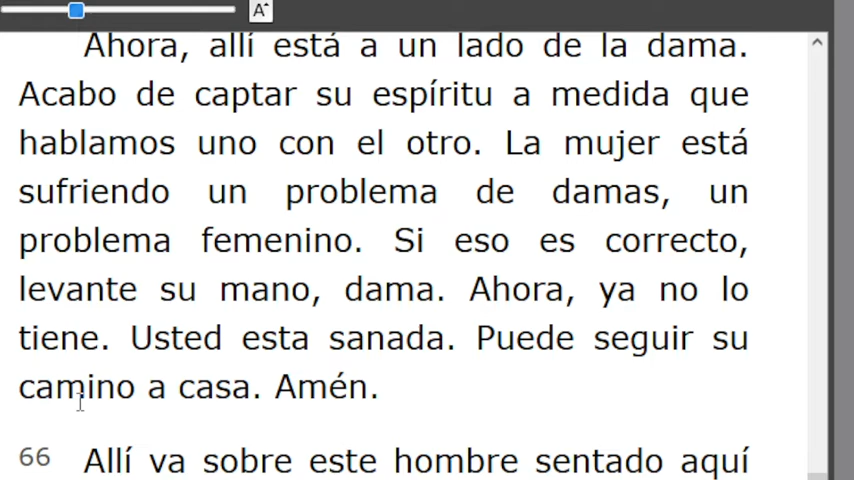 A
Ahora, allí está a un lado de la dama.
Acabo de captar su espíritu a medida que
hablamos uno con el otro. La mujer está
sufriendo un problema de damas, un
problema femenino. Si eso es correcto,
levante su mano, dama. Ahora, ya no lo
tiene. Usted esta sanada. Puede seguir su
camino a casa. Amén.
66 Allí va sobre este hombre sentado aquí